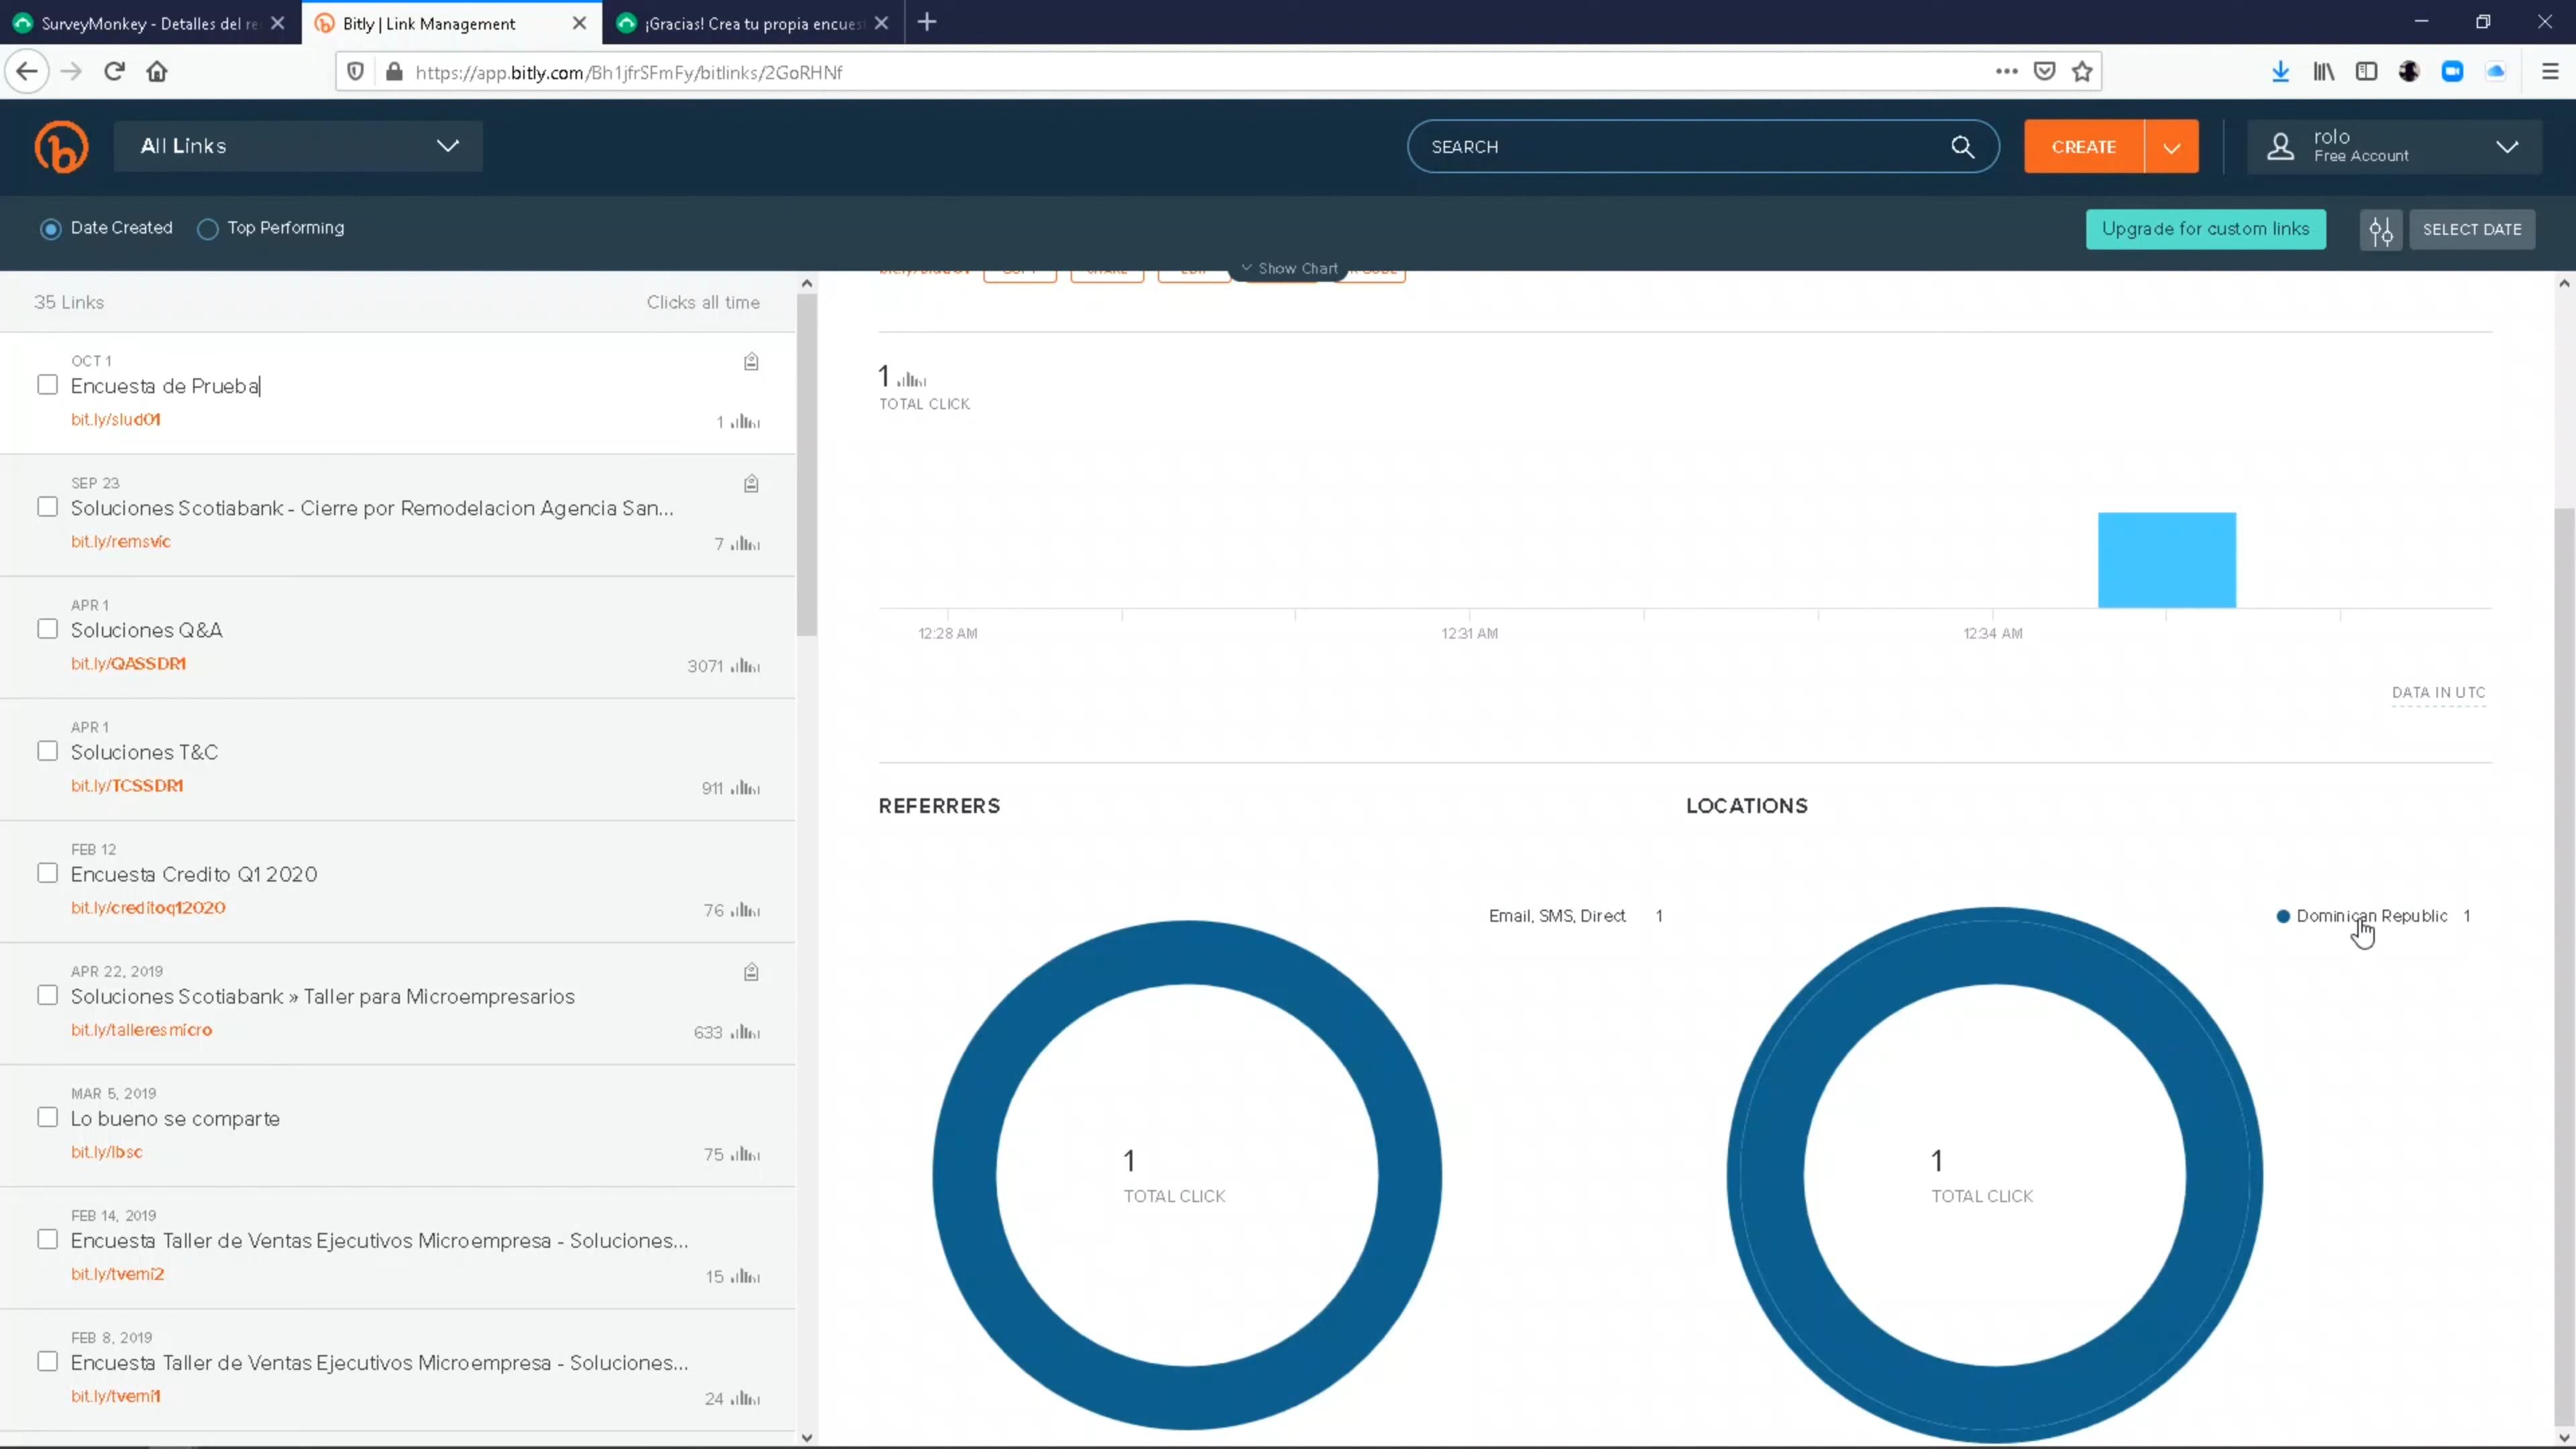 SurveyMonkey - Detalles del re
Bitly | Link Management
¡Gracias! Crea tu propia encues
https://app.bitly.com/Bh1jfrSFmFy/bitlinks/2GoRHNf
All Links
SEARCH
CREATE
rolo
Free Account
Date Created
Top Performing
Upgrade for custom links
SELECT DATE
Show Chart
35 Links
Clicks all time
OCT 1
Encuesta de Prueba
bit.ly/slud01
1
SEP 23
Soluciones Scotiabank - Cierre por Remodelacion Agencia San...
bit.ly/remsvic
7
APR 1
Soluciones Q&A
bit.ly/QASSDR1
3071
APR 1
Soluciones T&C
bit.ly/TCSSDR1
911
FEB 12
Encuesta Credito Q1 2020
bit.ly/creditoq12020
76
APR 22, 2019
Soluciones Scotiabank » Taller para Microempresarios
bit.ly/talleresmicro
633
MAR 5, 2019
Lo bueno se comparte
bit.ly/lbsc
75
FEB 14, 2019
Encuesta Taller de Ventas Ejecutivos Microempresa - Soluciones...
bit.ly/tvemi2
15
FEB 8, 2019
Encuesta Taller de Ventas Ejecutivos Microempresa - Soluciones...
bit.ly/tvemi1
24
1
TOTAL CLICK
12:28 AM
12:31 AM
12:34 AM
DATA IN UTC
REFERRERS
Email, SMS, Direct 1
1
TOTAL CLICK
LOCATIONS
Dominican Republic 1
1
TOTAL CLICK